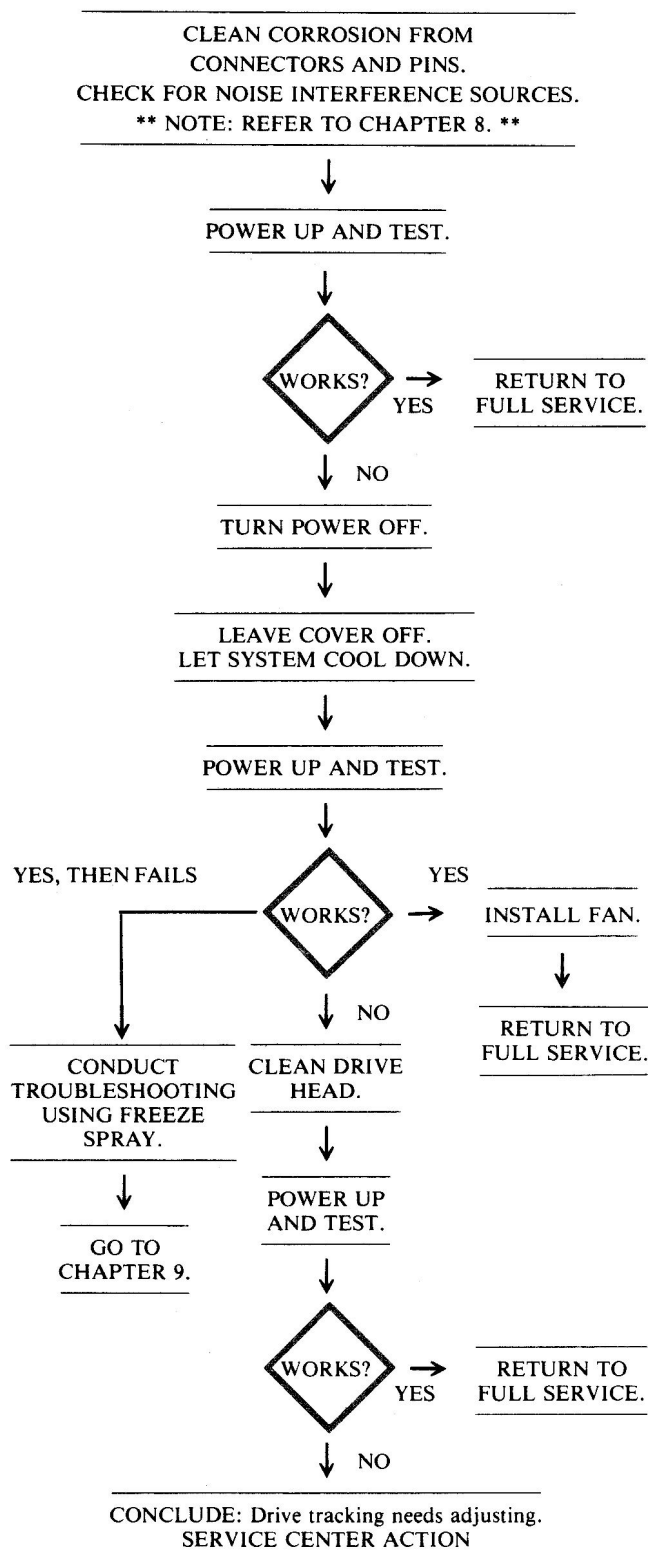 CLEAN CORROSION FROM
CONNECTORS AND PINS.
CHECK FOR NOISE INTERFERENCE SOURCES.
** NOTE: REFER TO CHAPTER 8. **
POWER UP AND TEST.
WORKS?
YES
RETURN TO
FULL SERVICE.
NO
TURN POWER OFF.
LEAVE COVER OFF.
LET SYSTEM COOL DOWN.
POWER UP AND TEST.
YES, THEN FAILS
WORKS?
YES
INSTALL FAN.
RETURN TO
FULL SERVICE.
NO
CONDUCT
TROUBLESHOOTING
USING FREEZE
SPRAY.
GO TO
CHAPTER 9.
CLEAN DRIVE
HEAD.
POWER UP
AND TEST.
WORKS?
YES
RETURN TO
FULL SERVICE.
NO
CONCLUDE: Drive tracking needs adjusting.
SERVICE CENTER ACTION